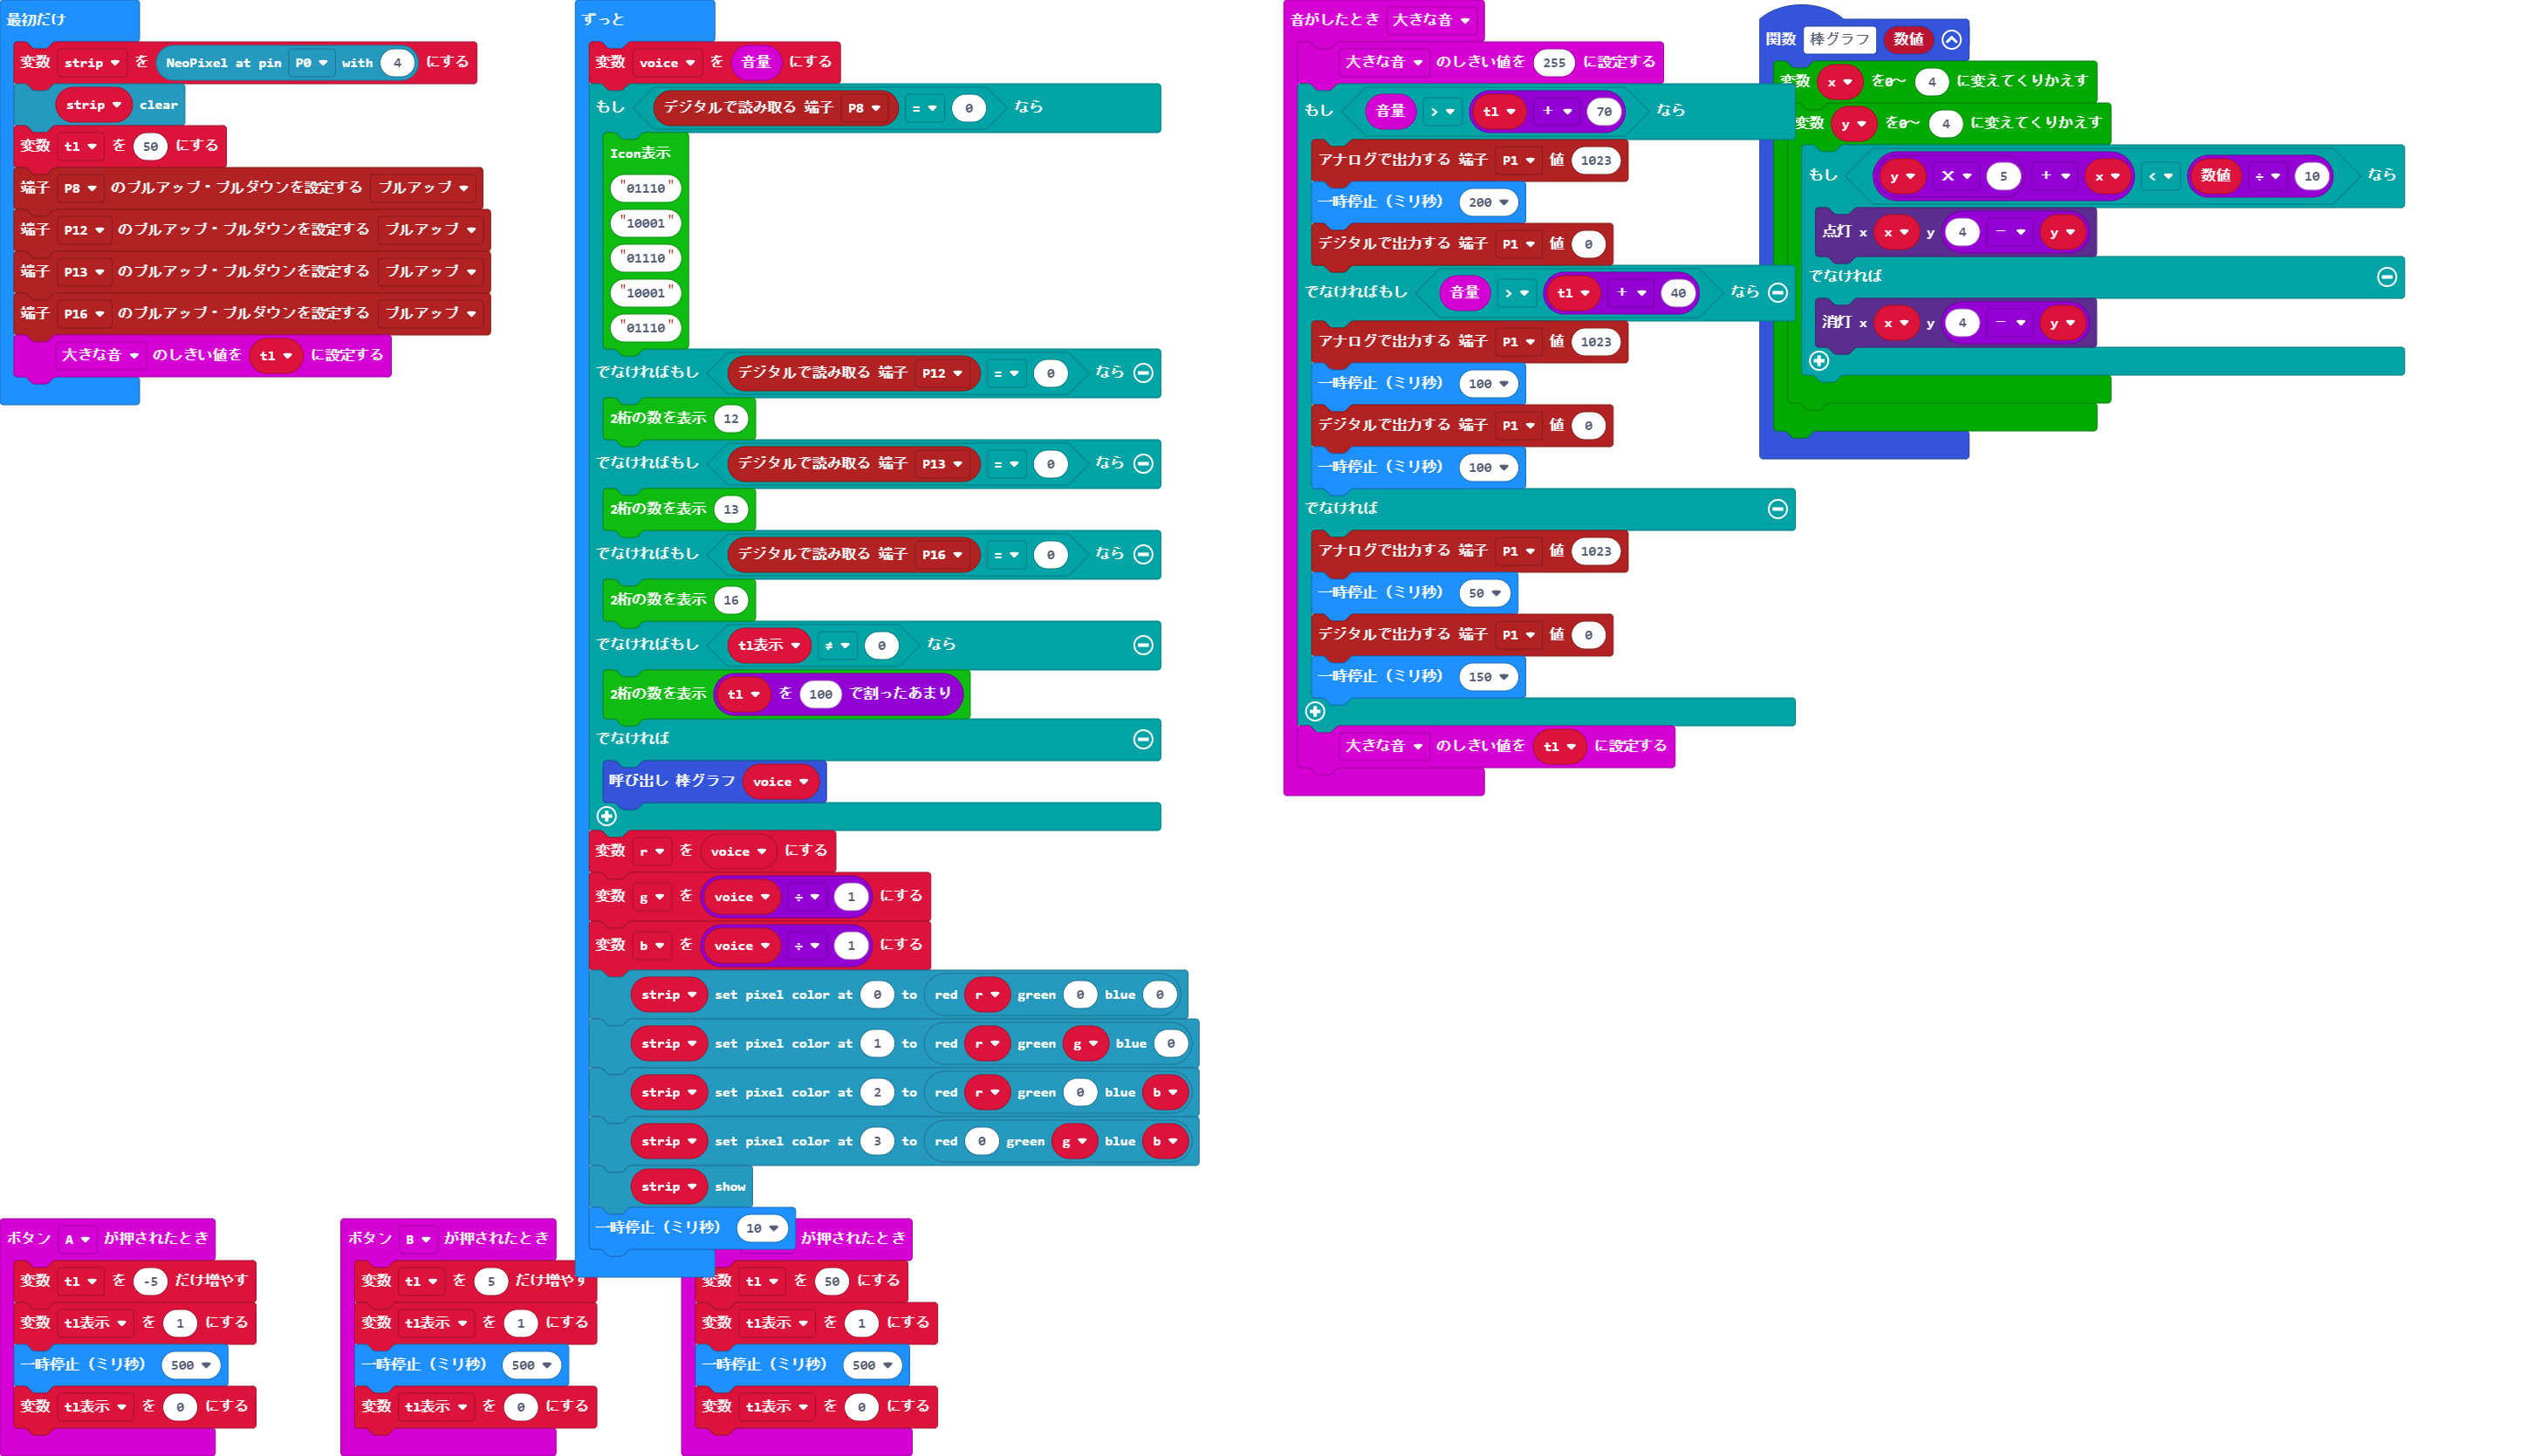 最初だけ
変数 strip を NeoPixel at pin P0 with 4 にする
strip clear
変数 t1 を 50 にする
端子 P8 のプルアップ・プルダウンを設定する プルアップ
端子 P12 のプルアップ・プルダウンを設定する プルアップ
端子 P13 のプルアップ・プルダウンを設定する プルアップ
端子 P16 のプルアップ・プルダウンを設定する プルアップ
大きな音 のしきい値を t1 に設定する
ずっと
変数 voice を 音量 にする
もし デジタルで読み取る 端子 P8 = 0 なら
Icon表示
"01110"
"10001"
"01110"
"10001"
"01110"
でなければもし デジタルで読み取る 端子 P12 = 0 なら
2桁の数を表示 12
でなければもし デジタルで読み取る 端子 P13 = 0 なら
2桁の数を表示 13
でなければもし デジタルで読み取る 端子 P16 = 0 なら
2桁の数を表示 16
でなければもし t1表示 ≠ 0 なら
2桁の数を表示 t1 を 100 で割ったあまり
でなければ
呼び出し 棒グラフ voice
変数 r を voice にする
変数 g を voice ÷ 1 にする
変数 b を voice ÷ 1 にする
strip set pixel color at 0 to red r green 0 blue 0
strip set pixel color at 1 to red r green g blue 0
strip set pixel color at 2 to red r green 0 blue b
strip set pixel color at 3 to red 0 green g blue b
strip show
一時停止（ミリ秒） 10
音がしたとき 大きな音
大きな音 のしきい値を 255 に設定する
もし 音量 > t1 + 70 なら
アナログで出力する 端子 P1 値 1023
一時停止（ミリ秒） 200
デジタルで出力する 端子 P1 値 0
でなければもし 音量 > t1 + 40 なら
アナログで出力する 端子 P1 値 1023
一時停止（ミリ秒） 100
デジタルで出力する 端子 P1 値 0
一時停止（ミリ秒） 100
でなければ
アナログで出力する 端子 P1 値 1023
一時停止（ミリ秒） 50
デジタルで出力する 端子 P1 値 0
一時停止（ミリ秒） 150
大きな音 のしきい値を t1 に設定する
関数 棒グラフ 数値
変数 x を0～ 4 に変えてくりかえす
変数 y を0～ 4 に変えてくりかえす
もし y × 5 + x < 数値 ÷ 10 なら
点灯 x x y 4 - y
でなければ
消灯 x x y 4 - y
ボタン A が押されたとき
変数 t1 を -5 だけ増やす
変数 t1表示 を 1 にする
一時停止（ミリ秒） 500
変数 t1表示 を 0 にする
ボタン B が押されたとき
変数 t1 を 5 だけ増やす
変数 t1表示 を 1 にする
一時停止（ミリ秒） 500
変数 t1表示 を 0 にする
が押されたとき
変数 t1 を 50 にする
変数 t1表示 を 1 にする
一時停止（ミリ秒） 500
変数 t1表示 を 0 にする